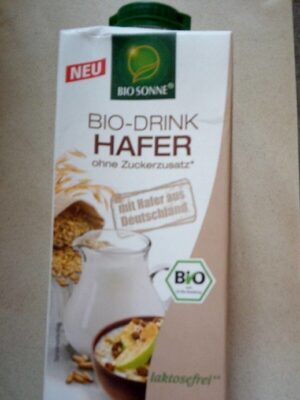 NEU
BIO SONNE®
BIO-DRINK
HAFER
ohne Zuckerzusatz*
mit Hafer aus
Deutschland
Bio
laktosefrei**